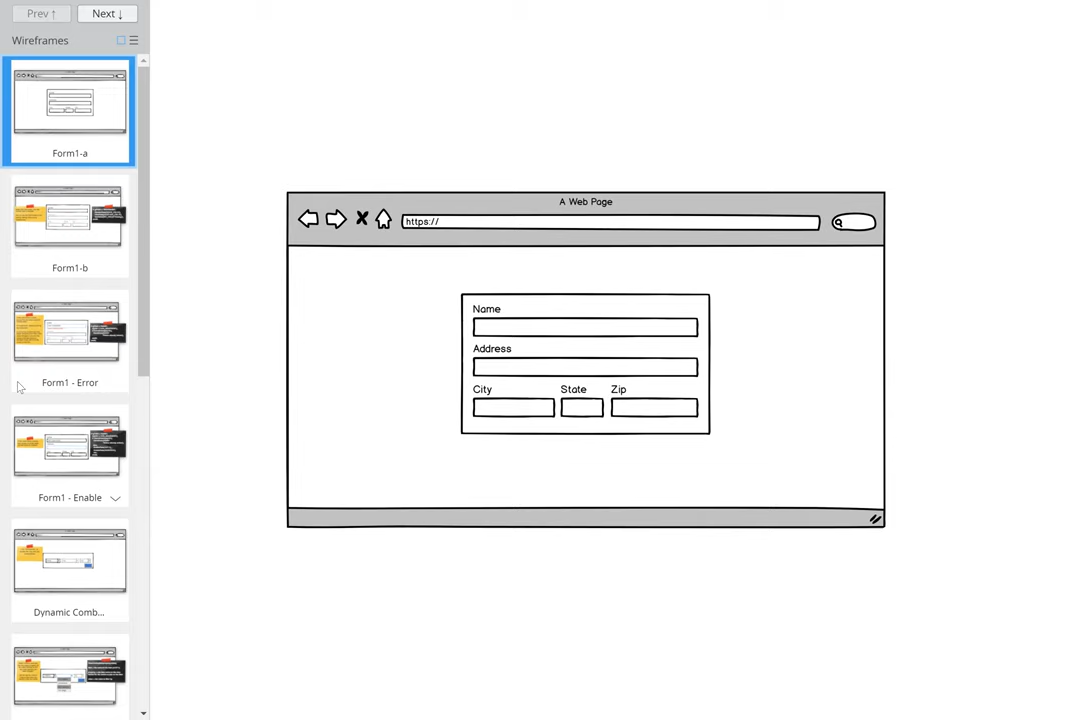 Prev ↑ Next ↓
Wireframes
Form1-a
Form1-b
Form1 - Error
Form1 - Enable
Dynamic Comb...
A Web Page
https://
Name
Address
City State Zip